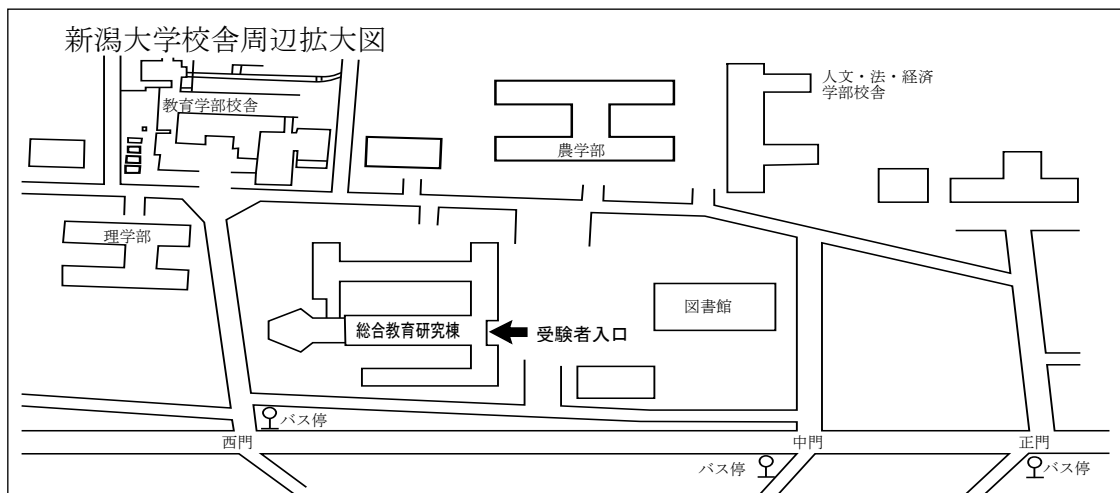 新潟大学校舎周辺拡大図
人文・法・経済
学部校舎
教育学部校舎
農学部
理学部
図書館
総合教育研究棟
受験者入口
バス停
西門
中門
正門
バス停
バス停